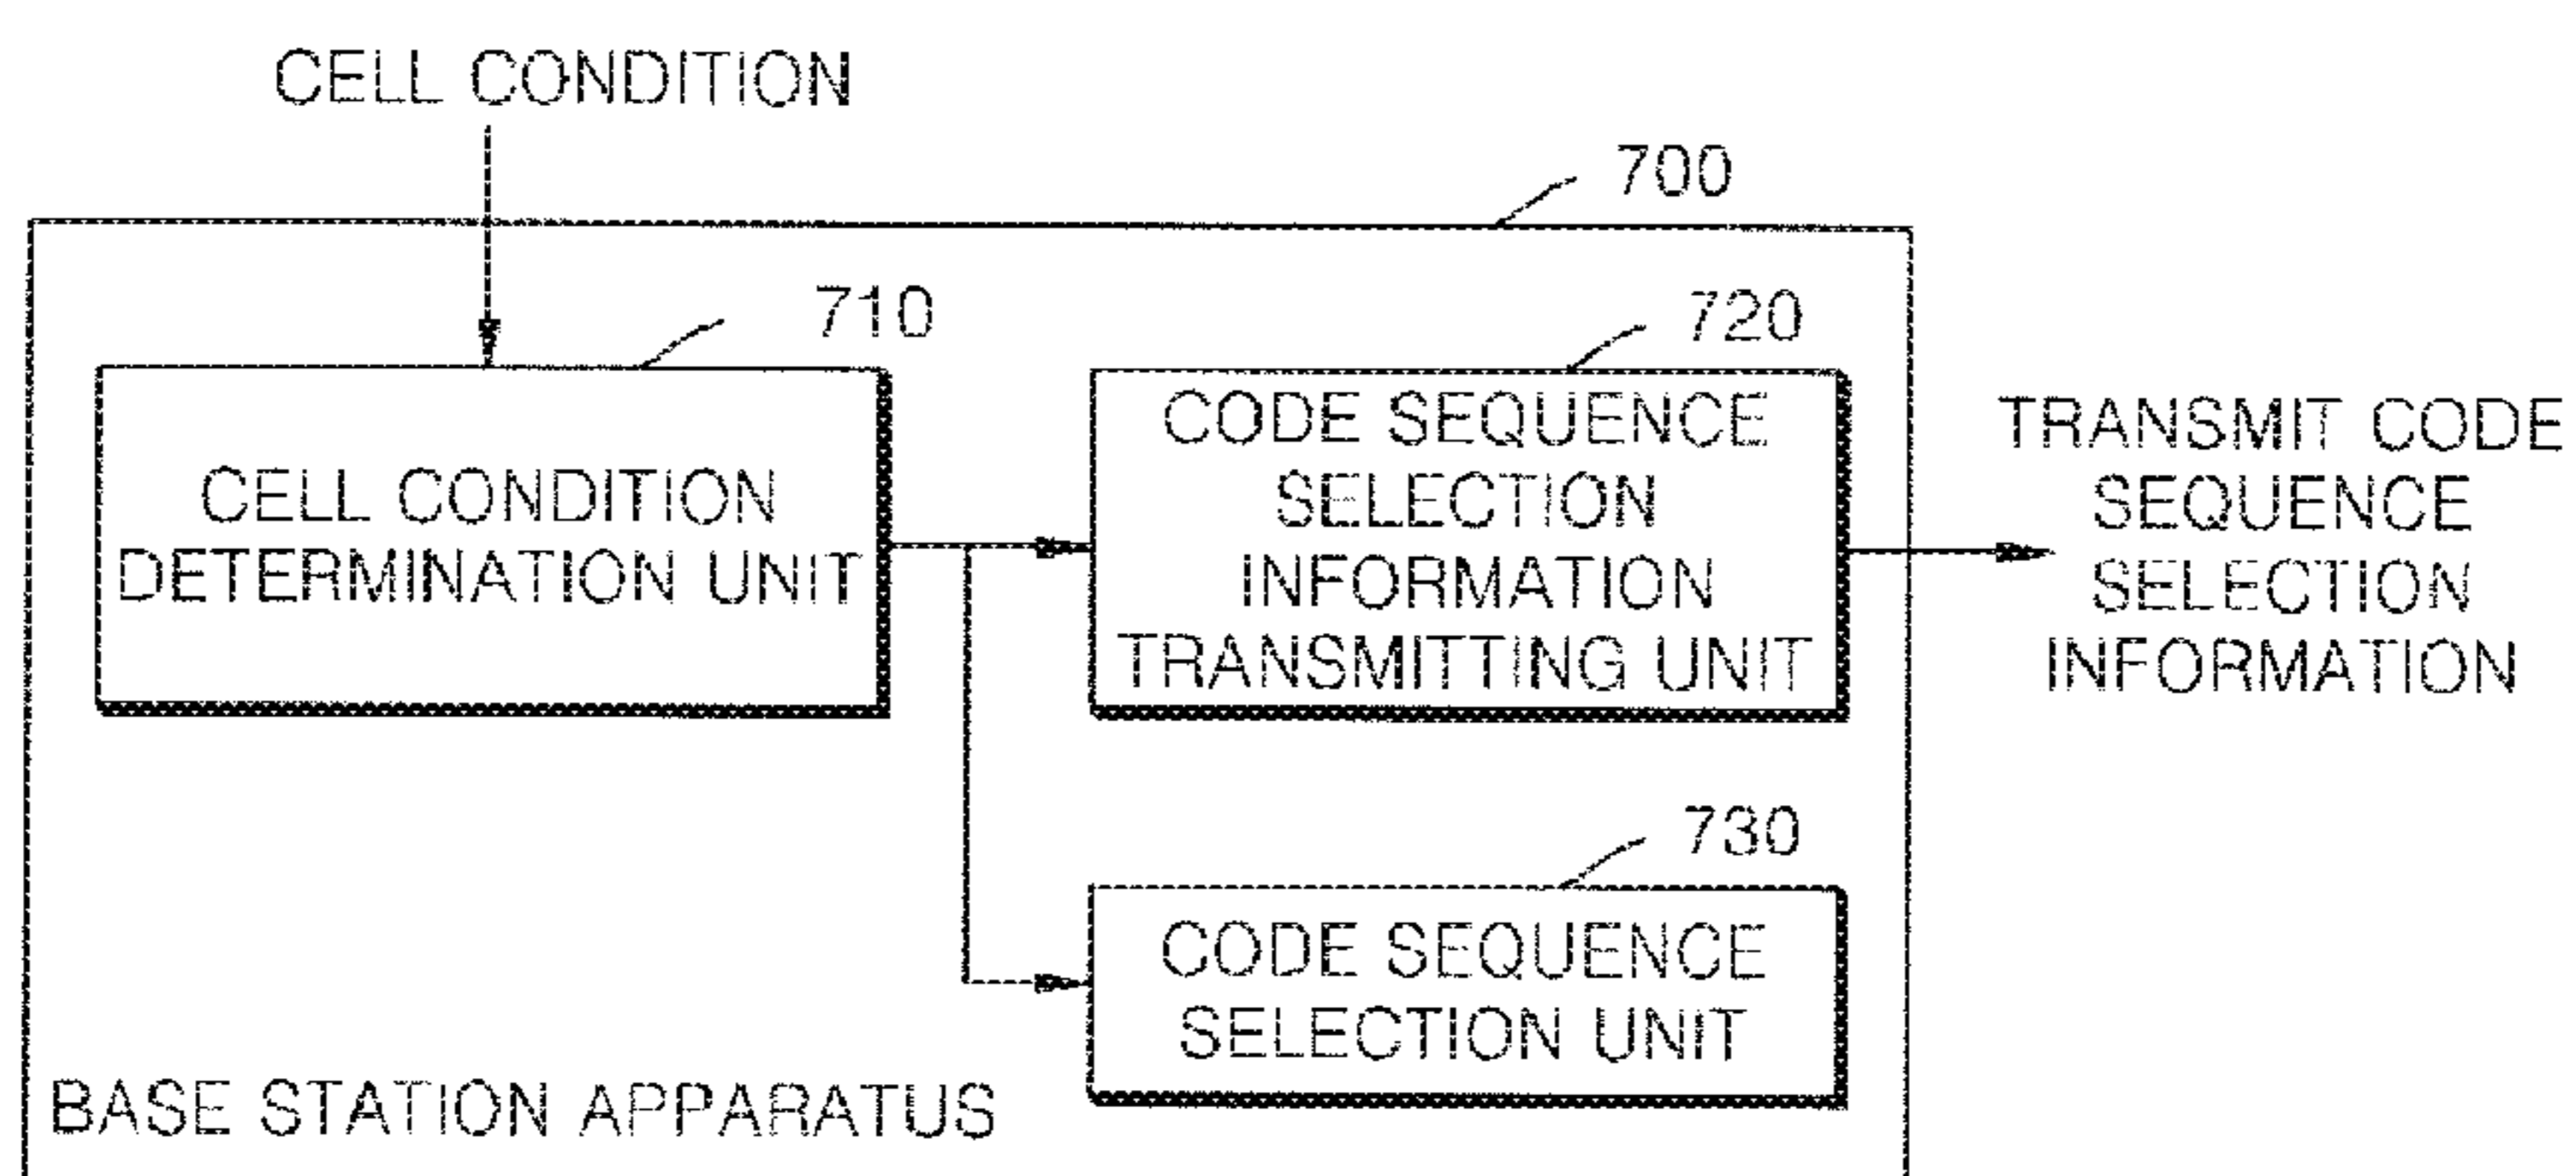 CELL CONDITION
700
710
720
CELL CONDITION
DETERMINATION UNIT
CODE SEQUENCE
SELECTION
INFORMATION
TRANSMITTING UNIT
TRANSMIT CODE
SEQUENCE
SELECTION
INFORMATION
730
CODE SEQUENCE
SELECTION UNIT
BASE STATION APPARATUS